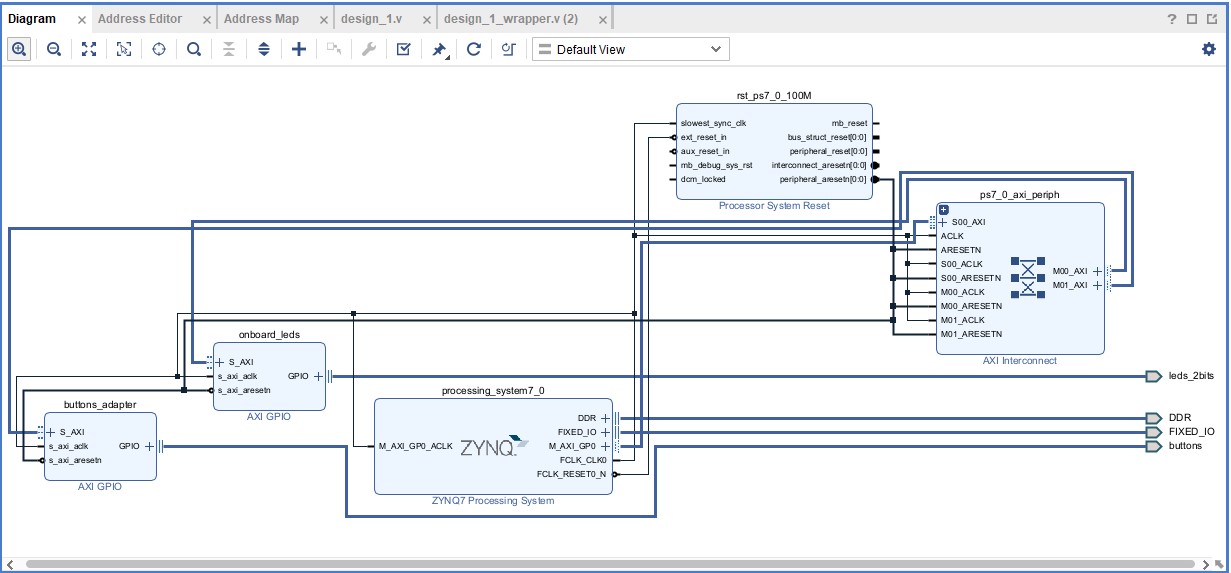 Diagram
Address Editor
Address Map
design_1.v
design_1_wrapper.v (2)
Default View
rst_ps7_0_100M
slowest_sync_clk
ext_reset_in
aux_reset_in
mb_debug_sys_rst
dcm_locked
mb_reset
bus_struct_reset[0:0]
peripheral_reset[0:0]
interconnect_aresetn[0:0]
peripheral_aresetn[0:0]
Processor System Reset
ps7_0_axi_periph
S00_AXI
ACLK
ARESETN
S00_ACLK
S00_ARESETN
M00_ACLK
M00_ARESETN
M01_ACLK
M01_ARESETN
M00_AXI
M01_AXI
AXI Interconnect
onboard_leds
S_AXI
s_axi_aclk
s_axi_aresetn
GPIO
AXI GPIO
buttons_adapter
S_AXI
s_axi_aclk
s_axi_aresetn
GPIO
AXI GPIO
processing_system7_0
M_AXI_GP0_ACLK
ZYNQ
DDR
FIXED_IO
M_AXI_GP0
FCLK_CLK0
FCLK_RESET0_N
ZYNQ7 Processing System
leds_2bits
DDR
FIXED_IO
buttons